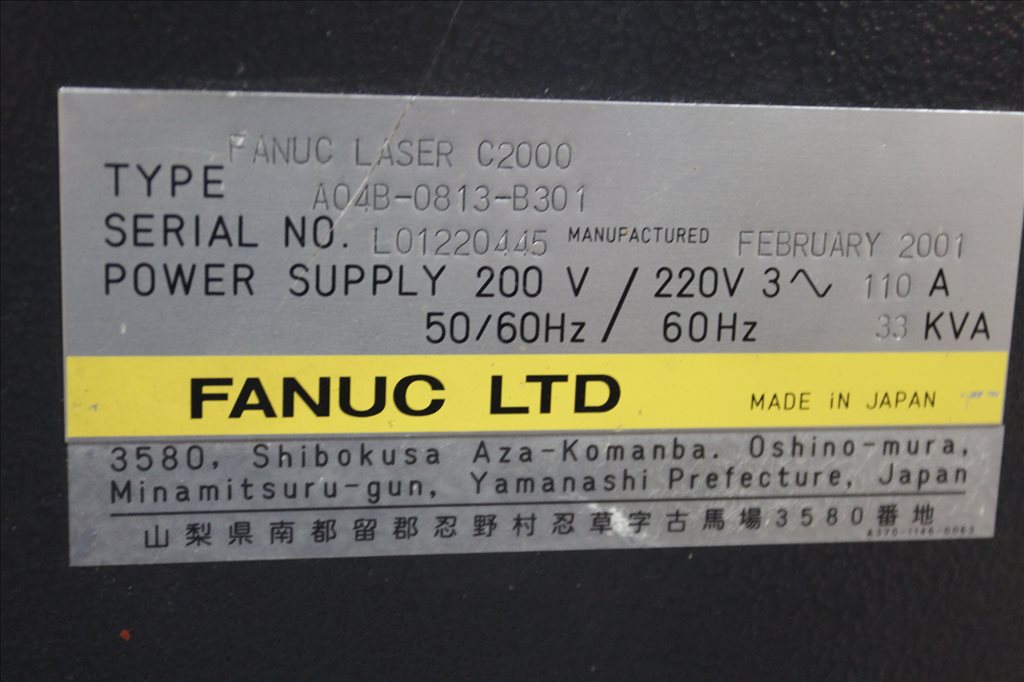 FANUC LASER C2000
TYPE A04B-0813-B301
SERIAL NO. L01220445 MANUFACTURED FEBRUARY 2001
POWER SUPPLY 200 V / 220V 3∿ 110 A
50/60Hz / 60Hz 33 KVA
FANUC LTD MADE iN JAPAN
3580, Shibokusa Aza-Komanba. Oshino-mura,
Minamitsuru-gun, Yamanashi Prefecture, Japan
山梨県南都留郡忍野村忍草字古馬場3580番地